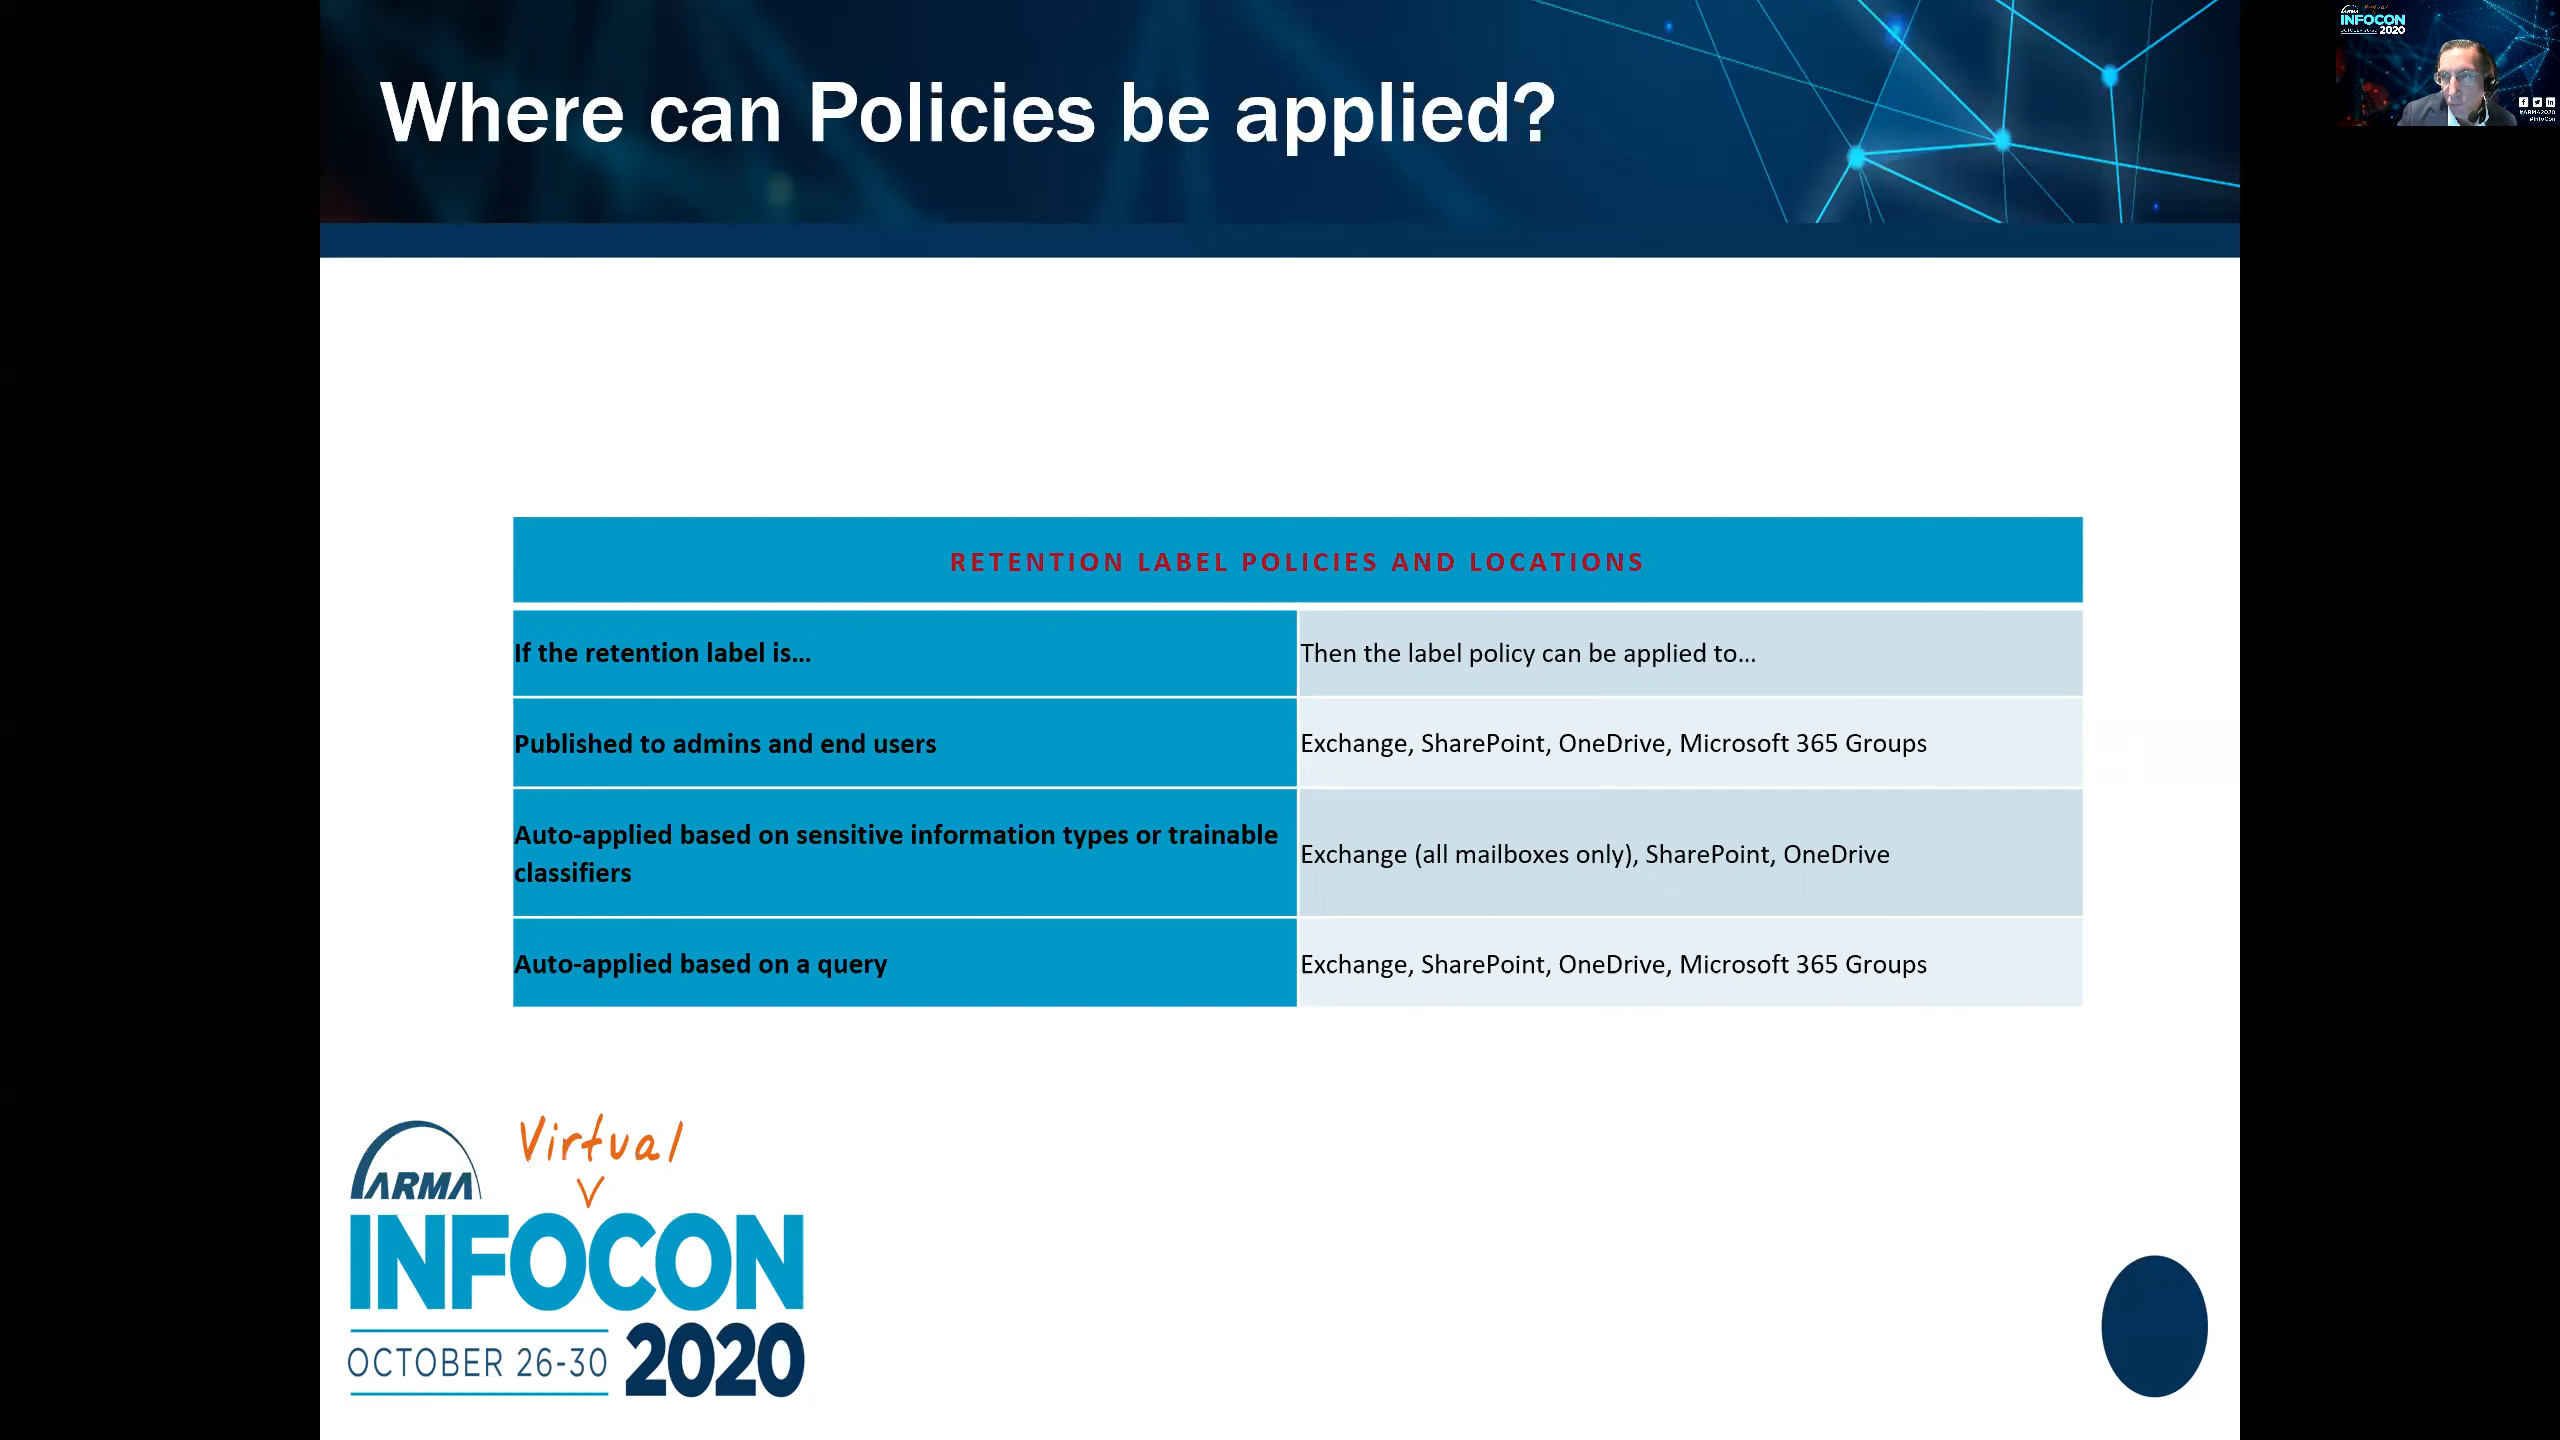 Where can Policies be applied?
RETENTION LABEL POLICIES AND LOCATIONS
If the retention label is…
Then the label policy can be applied to…
Published to admins and end users
Exchange, SharePoint, OneDrive, Microsoft 365 Groups
Auto-applied based on sensitive information types or trainable
classifiers
Exchange (all mailboxes only), SharePoint, OneDrive
Auto-applied based on a query
Exchange, SharePoint, OneDrive, Microsoft 365 Groups
ARMA
Virtual
INFOCON
OCTOBER 26-30
2020
INFOCON
2020
#ARMA2020
#InfoCon